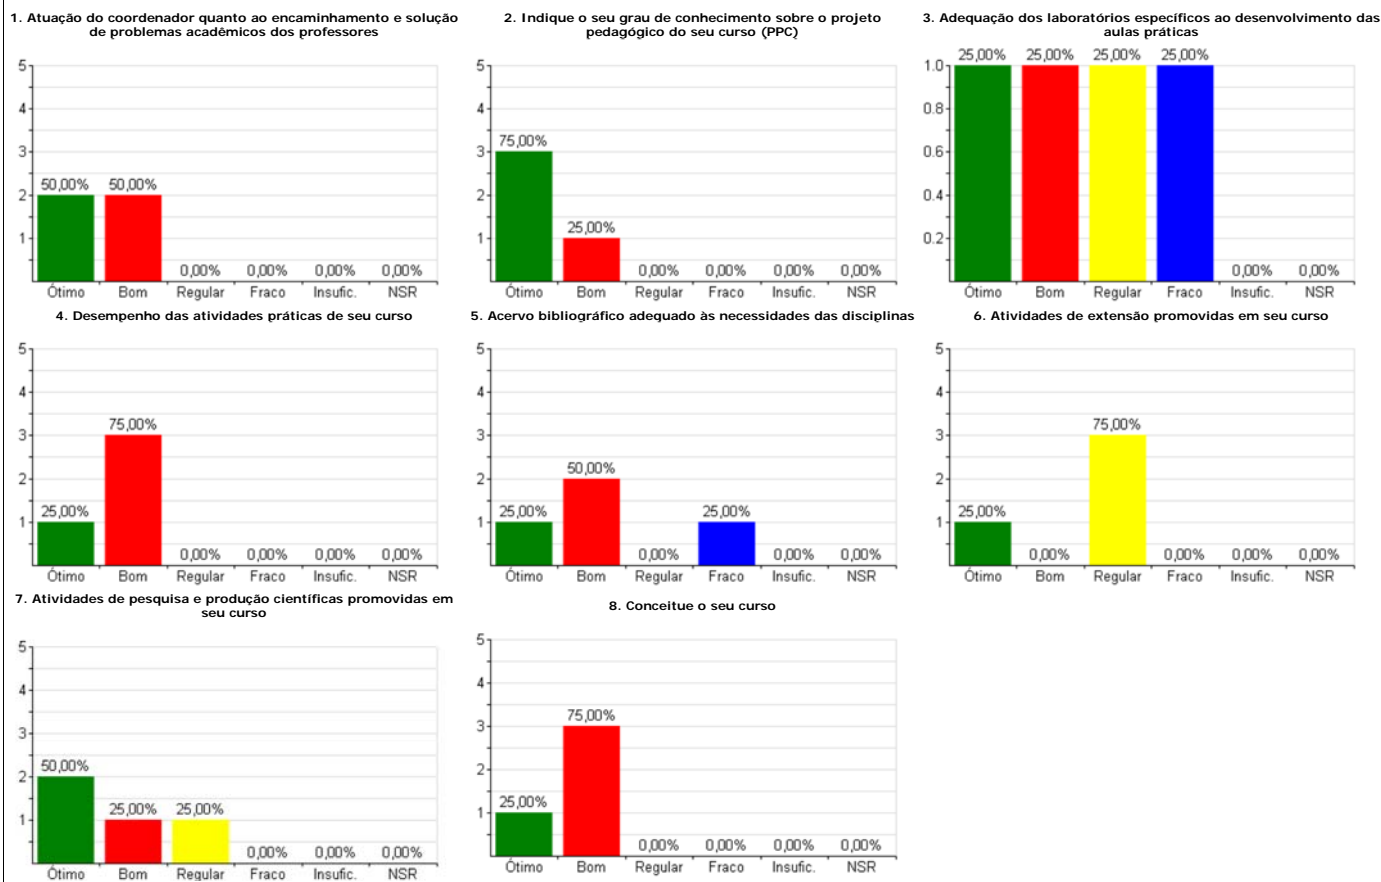 1. Atuação do coordenador quanto ao encaminhamento e solução
de problemas acadêmicos dos professores
5
4
3
2
1
50,00%
50,00%
0,00%
0,00%
0,00%
0,00%
Ótimo
Bom
Regular
Fraco
Insufic.
NSR
2. Indique o seu grau de conhecimento sobre o projeto
pedagógico do seu curso (PPC)
5
4
3
2
1
75,00%
25,00%
0,00%
0,00%
0,00%
0,00%
Ótimo
Bom
Regular
Fraco
Insufic.
NSR
3. Adequação dos laboratórios específicos ao desenvolvimento das
aulas práticas
1.0
0.8
0.6
0.4
0.2
25,00%
25,00%
25,00%
25,00%
0,00%
0,00%
Ótimo
Bom
Regular
Fraco
Insufic.
NSR
4. Desempenho das atividades práticas de seu curso
5
4
3
2
1
25,00%
75,00%
0,00%
0,00%
0,00%
0,00%
Ótimo
Bom
Regular
Fraco
Insufic.
NSR
5. Acervo bibliográfico adequado às necessidades das disciplinas
5
4
3
2
1
25,00%
50,00%
0,00%
25,00%
0,00%
0,00%
Ótimo
Bom
Regular
Fraco
Insufic.
NSR
6. Atividades de extensão promovidas em seu curso
5
4
3
2
1
25,00%
0,00%
75,00%
0,00%
0,00%
0,00%
Ótimo
Bom
Regular
Fraco
Insufic.
NSR
7. Atividades de pesquisa e produção científicas promovidas em
seu curso
5
4
3
2
1
50,00%
25,00%
25,00%
0,00%
0,00%
0,00%
Ótimo
Bom
Regular
Fraco
Insufic.
NSR
8. Conceitue o seu curso
5
4
3
2
1
25,00%
75,00%
0,00%
0,00%
0,00%
0,00%
Ótimo
Bom
Regular
Fraco
Insufic.
NSR